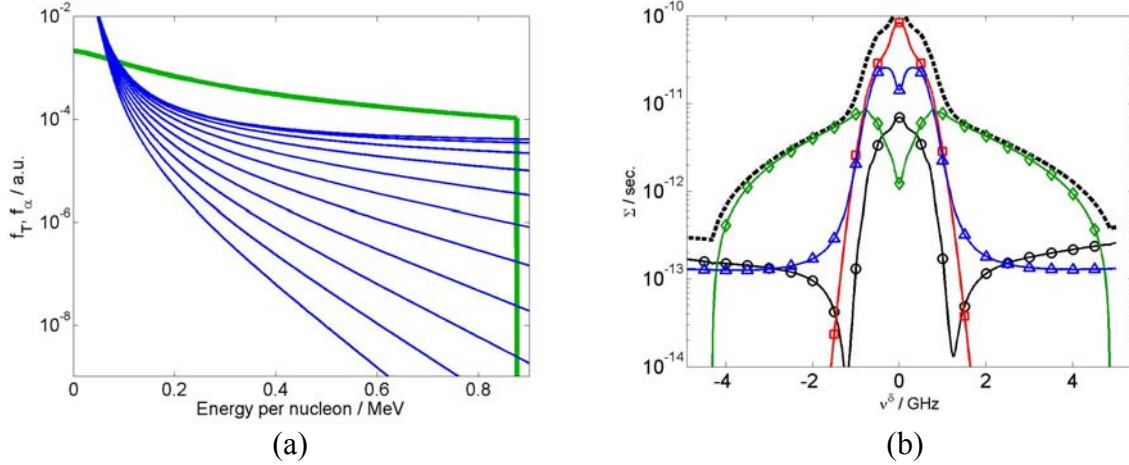 10⁻²
10⁻⁴
10⁻⁶
10⁻⁸
f_T, f_α / a.u.
0 0.2 0.4 0.6 0.8
Energy per nucleon / MeV
(a)
10⁻¹⁰
10⁻¹¹
10⁻¹²
10⁻¹³
10⁻¹⁴
Σ / sec.
-4 -2 0 2 4
ν^δ / GHz
(b)